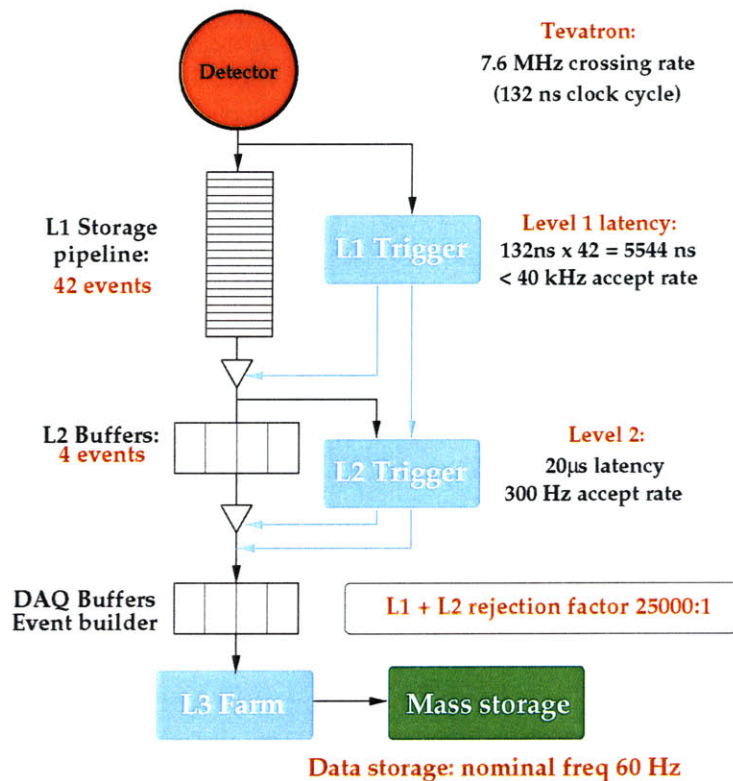 Tevatron:
7.6 MHz crossing rate
(132 ns clock cycle)
Detector
L1 Storage
pipeline:
42 events
L1 Trigger
Level 1 latency:
132ns x 42 = 5544 ns
< 40 kHz accept rate
L2 Buffers:
4 events
L2 Trigger
Level 2:
20µs latency
300 Hz accept rate
DAQ Buffers
Event builder
L1 + L2 rejection factor 25000:1
L3 Farm
Mass storage
Data storage: nominal freq 60 Hz